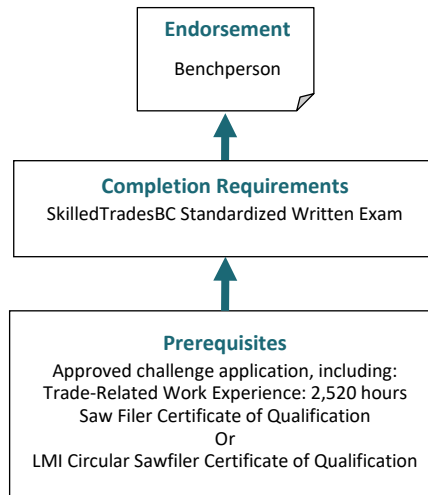 Endorsement
Benchperson
Completion Requirements
SkilledTradesBC Standardized Written Exam
Prerequisites
Approved challenge application, including:
Trade-Related Work Experience: 2,520 hours
Saw Filer Certificate of Qualification
Or
LMI Circular Sawfiler Certificate of Qualification